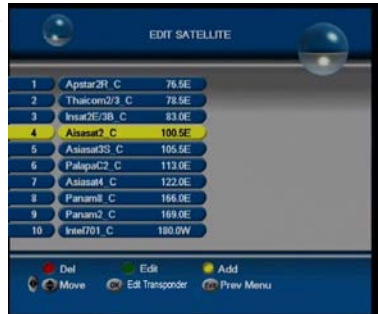 EDIT SATELLITE
1 Apstar2R_C 76.5E
2 Thaicom2/3_C 78.5E
3 Insat2E/3B_C 83.0E
4 Aisasat2_C 100.5E
5 Asiasat3S_C 105.5E
6 PalapaC2_C 113.0E
7 Asiasat4_C 122.0E
8 Panam8_C 166.0E
9 Panam2_C 169.0E
10 Intel701_C 180.0W
Del Edit Add
Move OK Edit Transponder Prev Menu